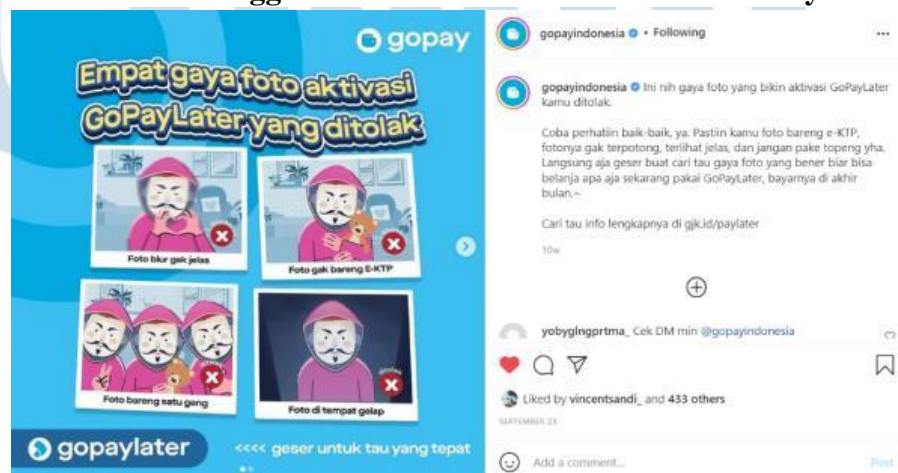 gopay
Empat gaya foto aktivasi
GoPayLater yang ditolak
Foto blur gak jelas
Foto gak bareng E-KTP
Foto bareng satu geng
ditolak
Foto di tempat gelap
gopaylater
<<<< geser untuk tau yang tepat
gopayindonesia • Following
gopayindonesia Ini nih gaya foto yang bikin aktivasi GoPayLater
kamu ditolak.
Coba perhatiin baik-baik, ya. Pastiin kamu foto bareng e-KTP,
fotonya gak terpotong, terlihat jelas, dan jangan pake topeng yha.
Langsung aja geser buat cari tau gaya foto yang bener biar bisa
belanja apa aja sekarang pakai GoPayLater, bayarnya di akhir
bulan.~
Cari tau info lengkapnya di gjk.id/paylater
10w
yobyglngprtma_ Cek DM min @gopayindonesia
Liked by vincentsandi_ and 433 others
SEPTEMBER 23
Add a comment...
Post